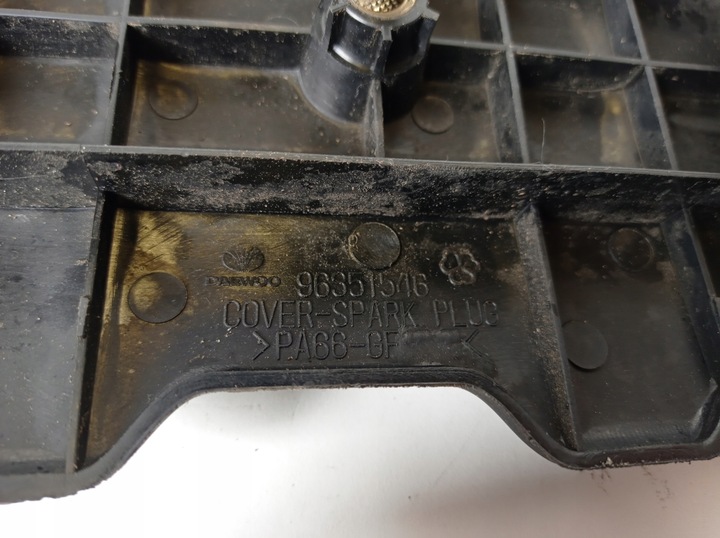 DAEWOO 96351546
COVER-SPARK PLUG
>PA66-GF <